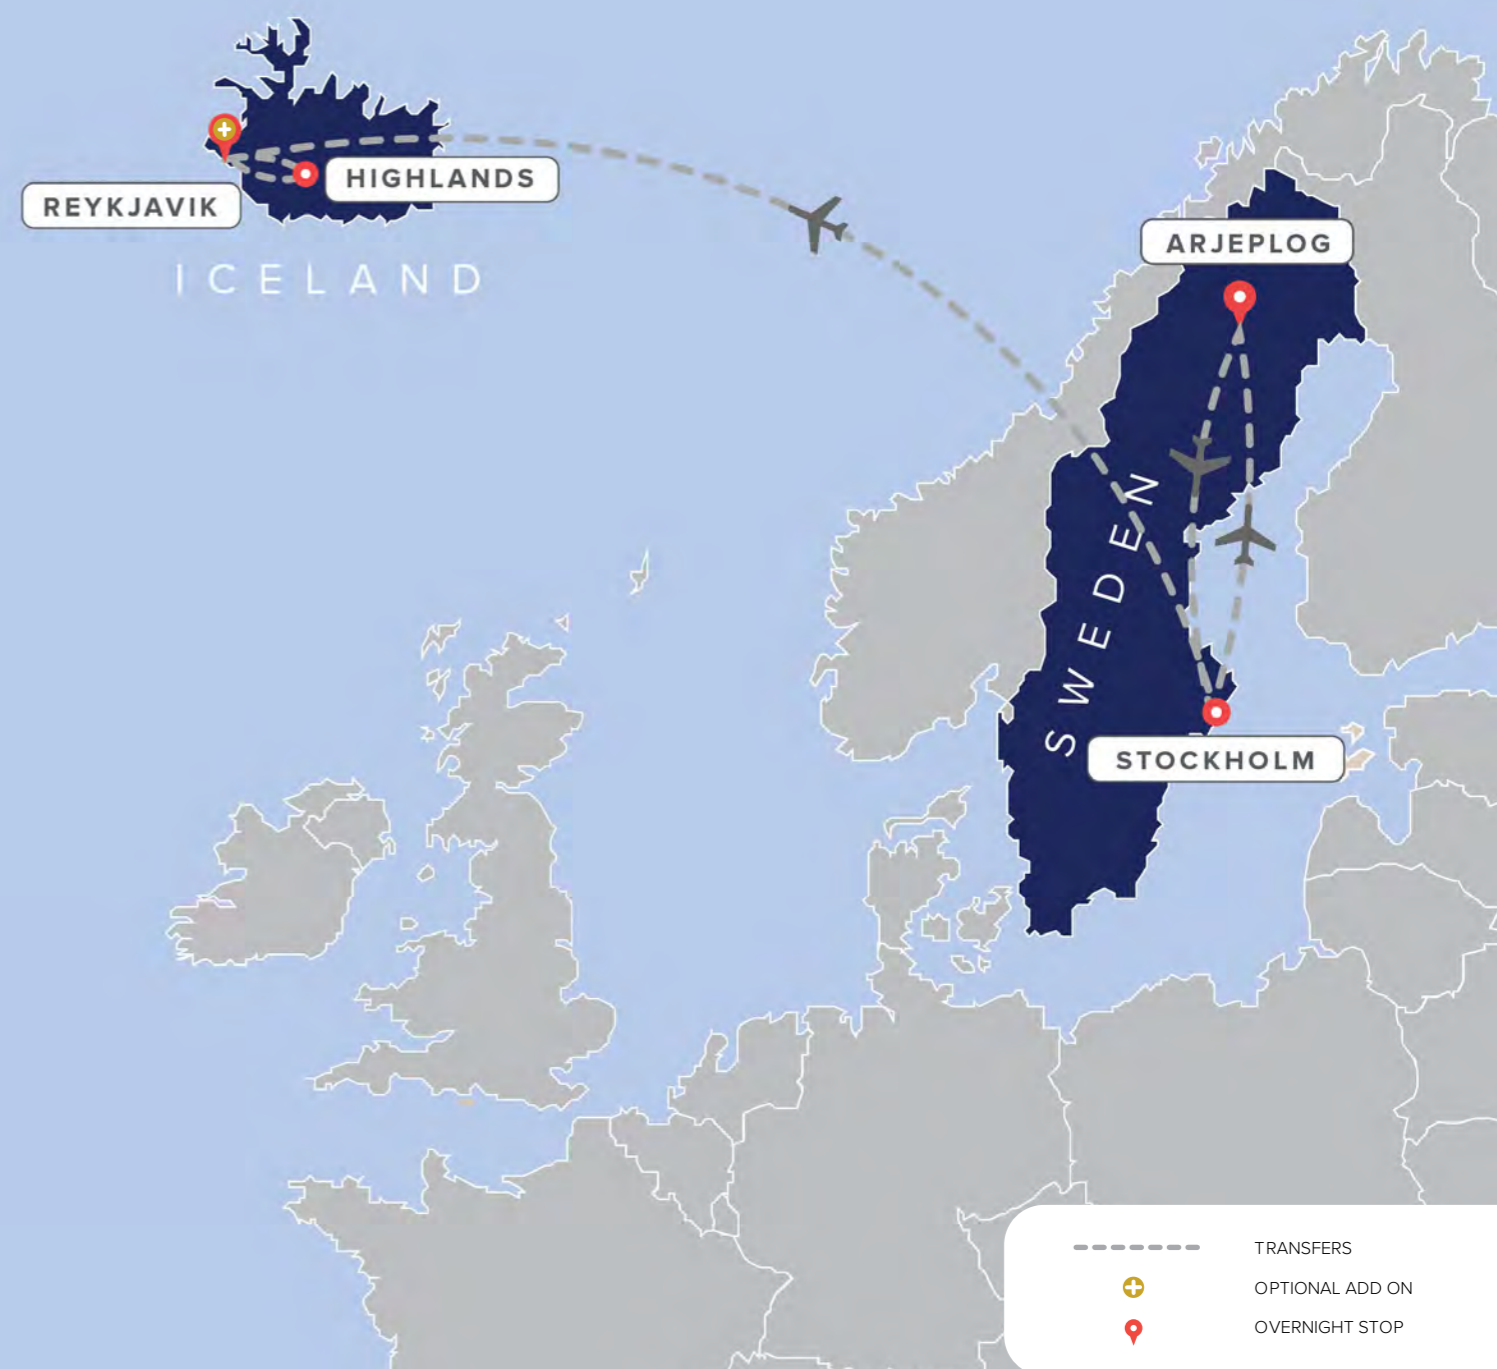 HIGHLANDS
REYKJAVIK
ICELAND
ARJEPLOG
SWEDEN
STOCKHOLM
TRANSFERS
OPTIONAL ADD ON
OVERNIGHT STOP